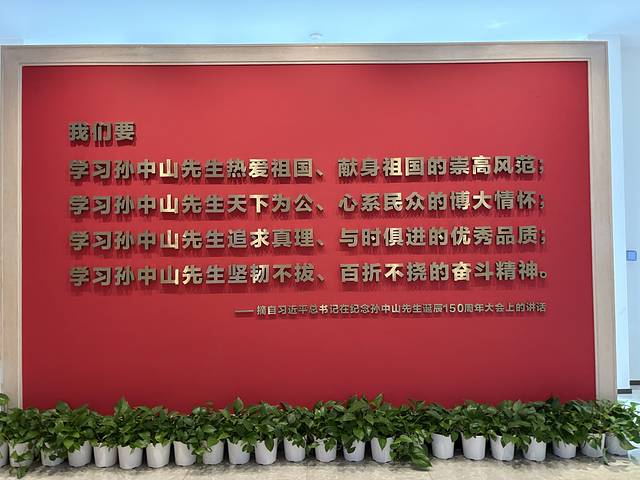 我们要
学习孙中山先生热爱祖国、献身祖国的崇高风范；
学习孙中山先生天下为公、心系民众的博大情怀；
学习孙中山先生追求真理、与时俱进的优秀品质；
学习孙中山先生坚韧不拔、百折不挠的奋斗精神。
—— 摘自习近平总书记在纪念孙中山先生诞辰150周年大会上的讲话